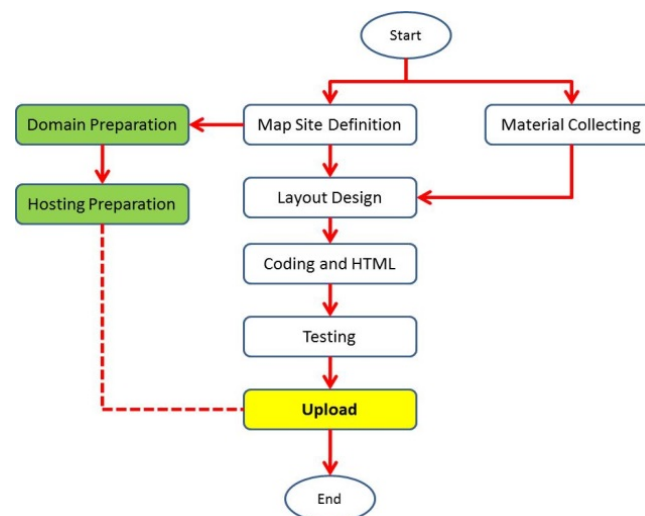 Start
Domain Preparation
Map Site Definition
Material Collecting
Hosting Preparation
Layout Design
Coding and HTML
Testing
Upload
End